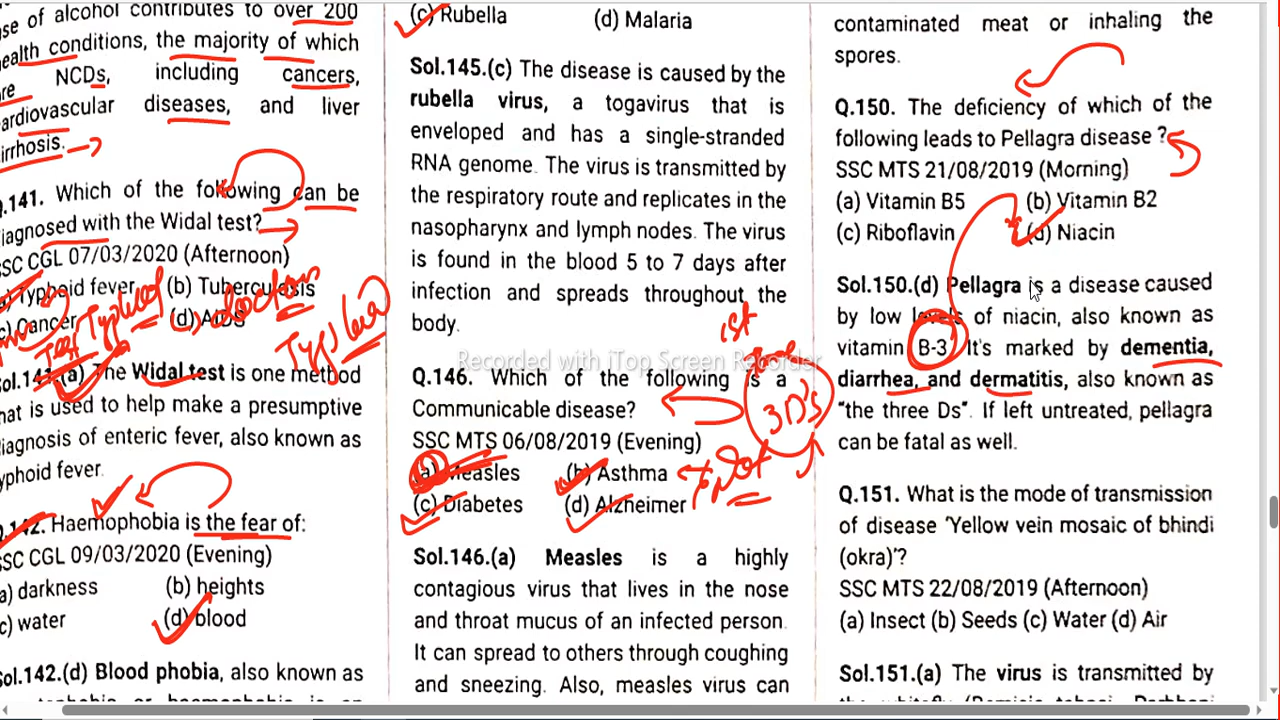 se of alcohol contributes to over 200
ealth conditions, the majority of which
re NCDs, including cancers,
ardiovascular diseases, and liver
irrhosis.
.141. Which of the following can be
iagnosed with the Widal test?
SC CGL 07/03/2020 (Afternoon)
Typhoid fever (b) Tuberculosis
) Cancer (d) AIDS
Typhoid
Test
ol.141.(a) The Widal test is one method
hat is used to help make a presumptive
iagnosis of enteric fever, also known as
yphoid fever.
.142. Haemophobia is the fear of:
SC CGL 09/03/2020 (Evening)
a) darkness (b) heights
c) water (d) blood
ol.142.(d) Blood phobia, also known as
(c) Rubella (d) Malaria
Sol.145.(c) The disease is caused by the
rubella virus, a togavirus that is
enveloped and has a single-stranded
RNA genome. The virus is transmitted by
the respiratory route and replicates in the
nasopharynx and lymph nodes. The virus
is found in the blood 5 to 7 days after
infection and spreads throughout the
body.
1st
Recorded with iTop Screen Recorder
Q.146. Which of the following is a
Communicable disease?
3D's
SSC MTS 06/08/2019 (Evening)
(a) Measles (b) Asthma
Not
(c) Diabetes (d) Alzheimer
Sol.146.(a) Measles is a highly
contagious virus that lives in the nose
and throat mucus of an infected person.
It can spread to others through coughing
and sneezing. Also, measles virus can
contaminated meat or inhaling the
spores.
Q.150. The deficiency of which of the
following leads to Pellagra disease ?
SSC MTS 21/08/2019 (Morning)
(a) Vitamin B5 (b) Vitamin B2
(c) Riboflavin (d) Niacin
Sol.150.(d) Pellagra is a disease caused
by low levels of niacin, also known as
vitamin B-3. It's marked by dementia,
diarrhea, and dermatitis, also known as
"the three Ds". If left untreated, pellagra
can be fatal as well.
Q.151. What is the mode of transmission
of disease 'Yellow vein mosaic of bhindi
(okra)'?
SSC MTS 22/08/2019 (Afternoon)
(a) Insect (b) Seeds (c) Water (d) Air
Sol.151.(a) The virus is transmitted by